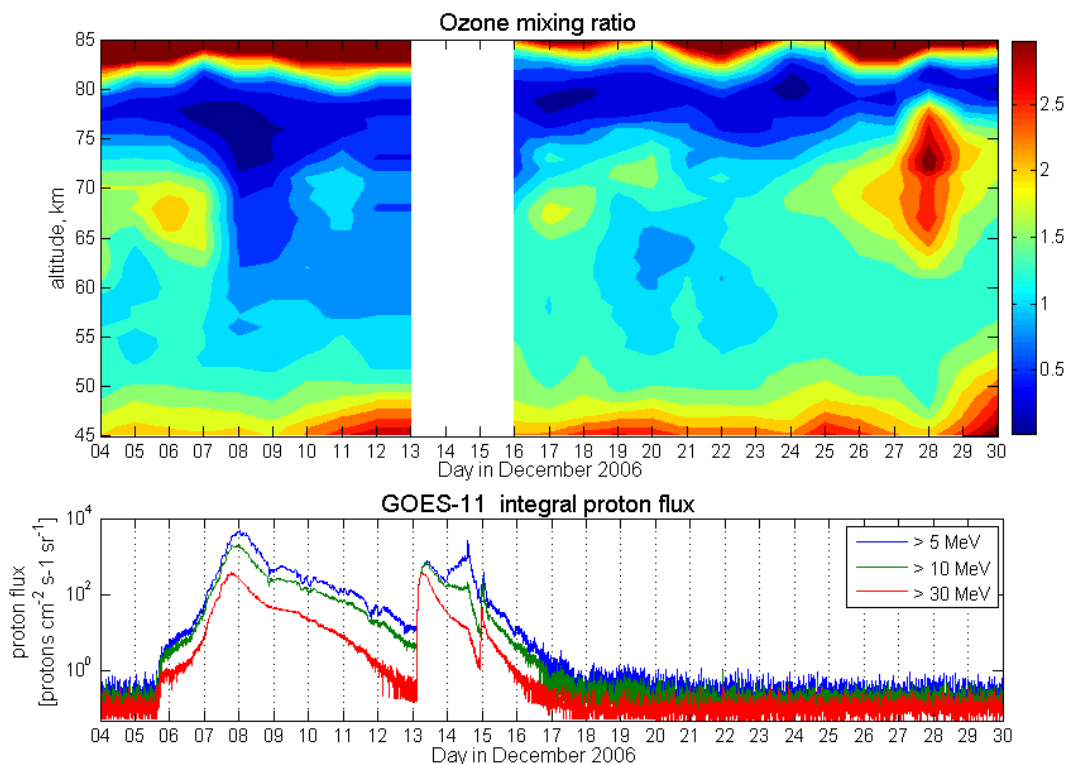 Ozone mixing ratio
85
80
75
70
65
60
55
50
45
altitude, km
04 05 06 07 08 09 10 11 12 13 14 15 16 17 18 19 20 21 22 23 24 25 26 27 28 29 30
Day in December 2006
2.5
2
1.5
1
0.5
GOES-11 integral proton flux
10^4
10^2
10^0
proton flux
[protons cm^-2 s-1 sr^-1]
> 5 MeV
> 10 MeV
> 30 MeV
04 05 06 07 08 09 10 11 12 13 14 15 16 17 18 19 20 21 22 23 24 25 26 27 28 29 30
Day in December 2006